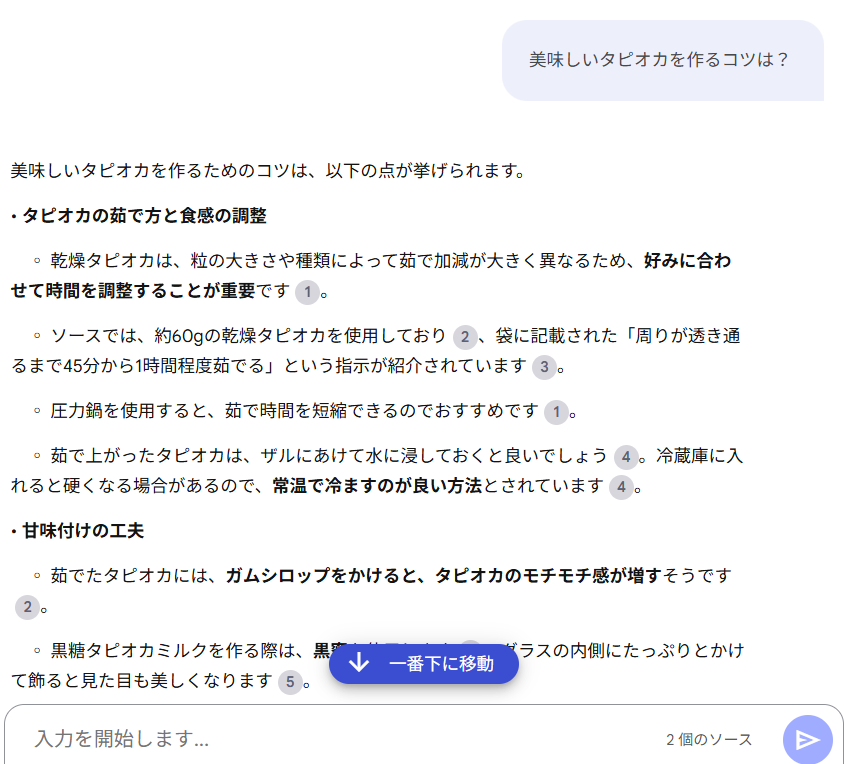 美味しいタピオカを作るコツは？
美味しいタピオカを作るためのコツは、以下の点が挙げられます。
• タピオカの茹で方と食感の調整
◦ 乾燥タピオカは、粒の大きさや種類によって茹で加減が大きく異なるため、好みに合わ
せて時間を調整することが重要です 1。
◦ ソースでは、約60gの乾燥タピオカを使用しており 2、袋に記載された「周りが透き通
るまで45分から1時間程度茹でる」という指示が紹介されています 3。
◦ 圧力鍋を使用すると、茹で時間を短縮できるのでおすすめです 1。
◦ 茹で上がったタピオカは、ザルにあけて水に浸しておくと良いでしょう 4。冷蔵庫に入
れると硬くなる場合があるので、常温で冷ますのが良い方法とされています 4。
• 甘味付けの工夫
◦ 茹でたタピオカには、ガムシロップをかけると、タピオカのモチモチ感が増すそうです
2。
◦ 黒糖タピオカミルクを作る際は、黒 グラスの内側にたっぷりとかけ
て飾ると見た目も美しくなります 5。
一番下に移動
入力を開始します... 2 個のソース